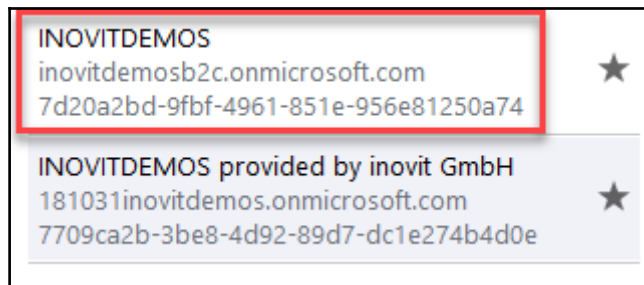 INOVITDEMOS
inovitdemosb2c.onmicrosoft.com
7d20a2bd-9fbf-4961-851e-956e81250a74
INOVITDEMOS provided by inovit GmbH
181031inovitdemos.onmicrosoft.com
7709ca2b-3be8-4d92-89d7-dc1e274b4d0e